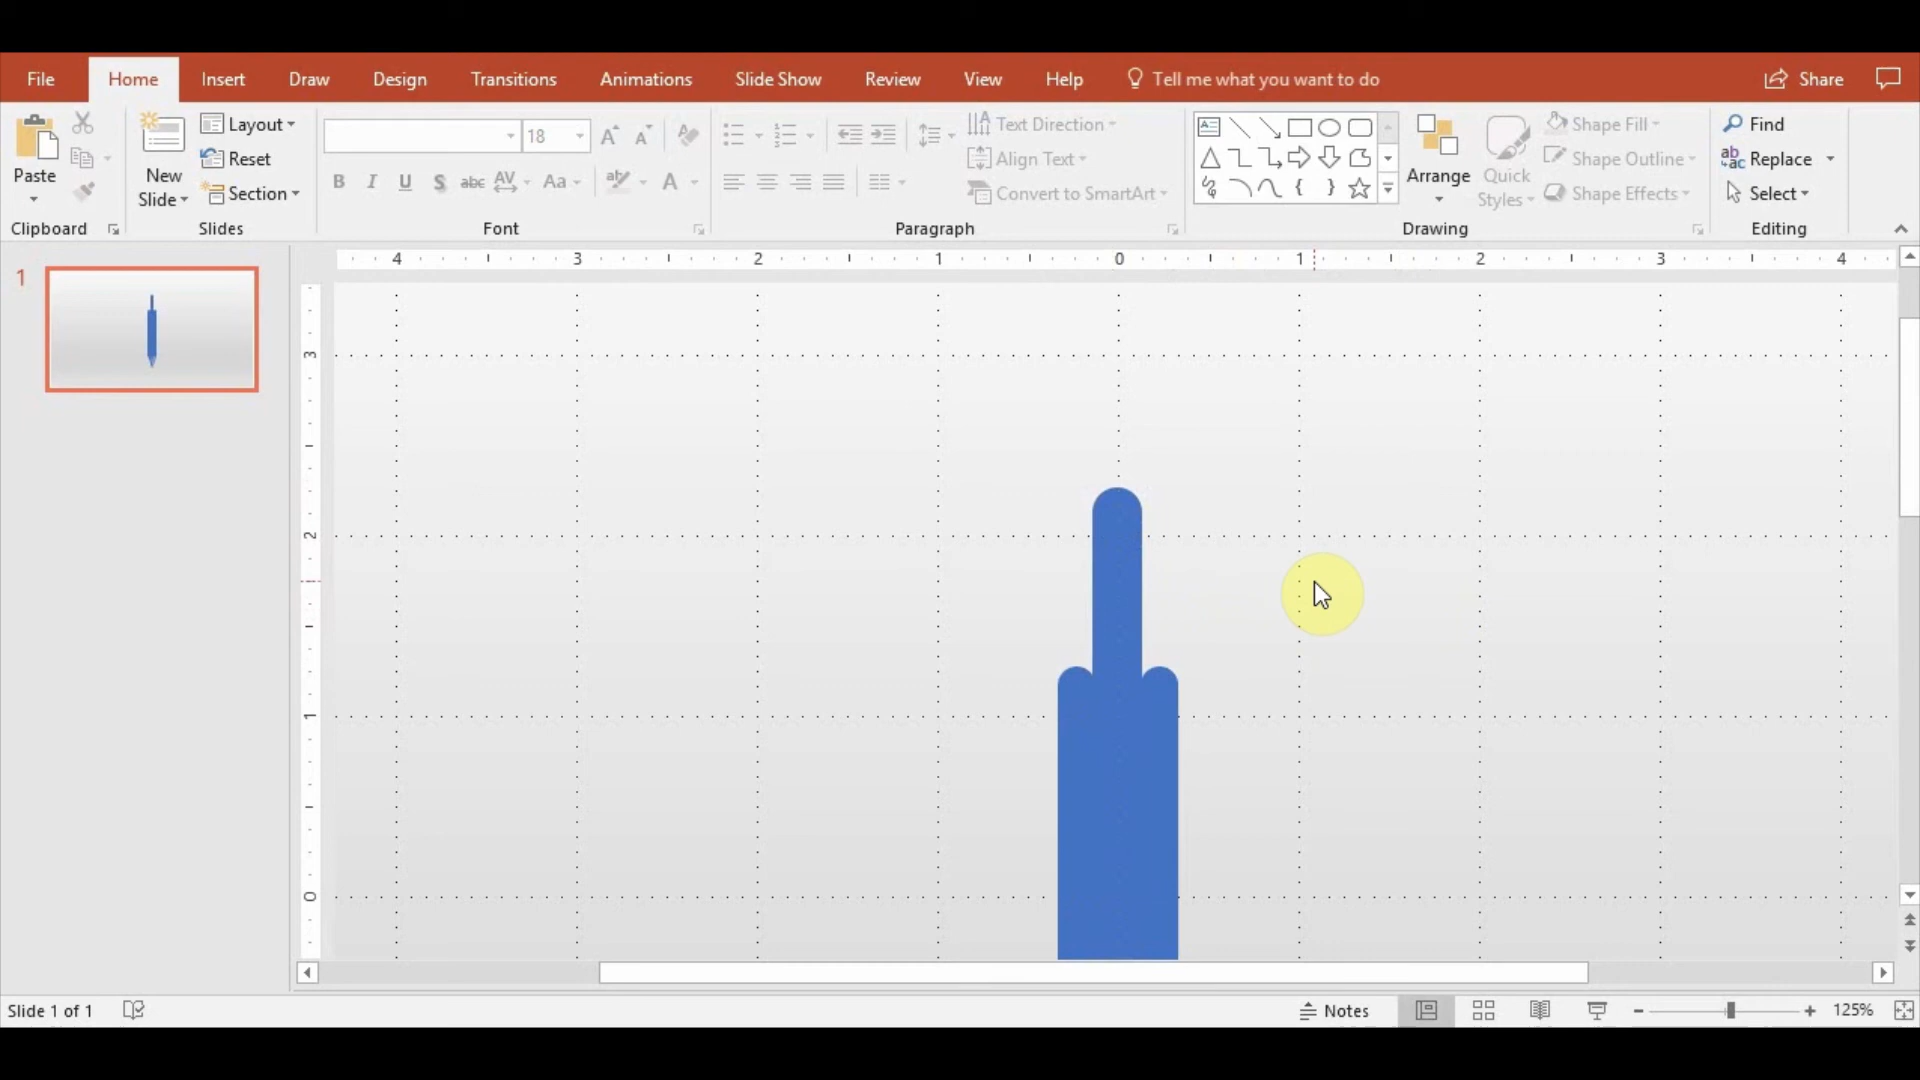 File Home Insert Draw Design Transitions Animations Slide Show Review View Help Tell me what you want to do Share
Paste
New Slide
Layout
Reset
Section
18
B I U S abc AV Aa A
Text Direction
Align Text
Convert to SmartArt
Arrange
Quick Styles
Shape Fill
Shape Outline
Shape Effects
Find
Replace
Select
Clipboard Slides Font Paragraph Drawing Editing
4 3 2 1 0 1 2 3 4
1
3
2
1
0
Slide 1 of 1 Notes 125%